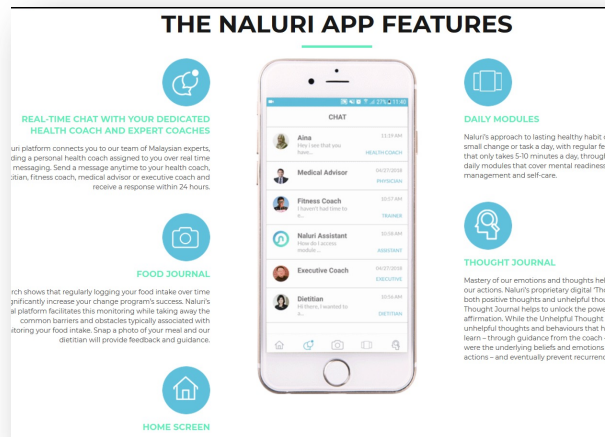 THE NALURI APP FEATURES
REAL-TIME CHAT WITH YOUR DEDICATED
HEALTH COACH AND EXPERT COACHES
uri platform connects you to our team of Malaysian experts,
ding a personal health coach assigned to you over real time
messaging. Send a message anytime to your health coach,
titian, fitness coach, medical advisor or executive coach and
receive a response within 24 hours.
FOOD JOURNAL
rch shows that regularly logging your food intake over time
gnificantly increase your change program's success. Naluri's
al platform facilitates this monitoring while taking away the
common barriers and obstacles typically associated with
itoring your food intake. Snap a photo of your meal and our
dietitian will provide feedback and guidance.
HOME SCREEN
27% 11:40
CHAT
Aina 11:19 AM
Hey I see that you
have... HEALTH COACH
Medical Advisor 04/27/2018
PHYSICIAN
Fitness Coach 10:57 AM
I haven't had time to
e... TRAINER
Naluri Assistant 10:58 AM
How do I access
module... ASSISTANT
Executive Coach 04/27/2018
EXECUTIVE
Dietitian 10:56 AM
Hi there, I wanted to
a... DIETITIAN
DAILY MODULES
Naluri's approach to lasting healthy habit
small change or task a day, with regular
that only takes 5-10 minutes a day, through
daily modules that cover mental readiness
management and self-care.
THOUGHT JOURNAL
Mastery of our emotions and thoughts hel
our actions. Naluri's proprietary digital 'Tho
both positive thoughts and unhelpful thou
Thought Journal helps to unlock the powe
affirmation. While the Unhelpful Thought
unhelpful thoughts and behaviours that h
learn – through guidance from the coach
were the underlying beliefs and emotions
actions – and eventually prevent recurrenc